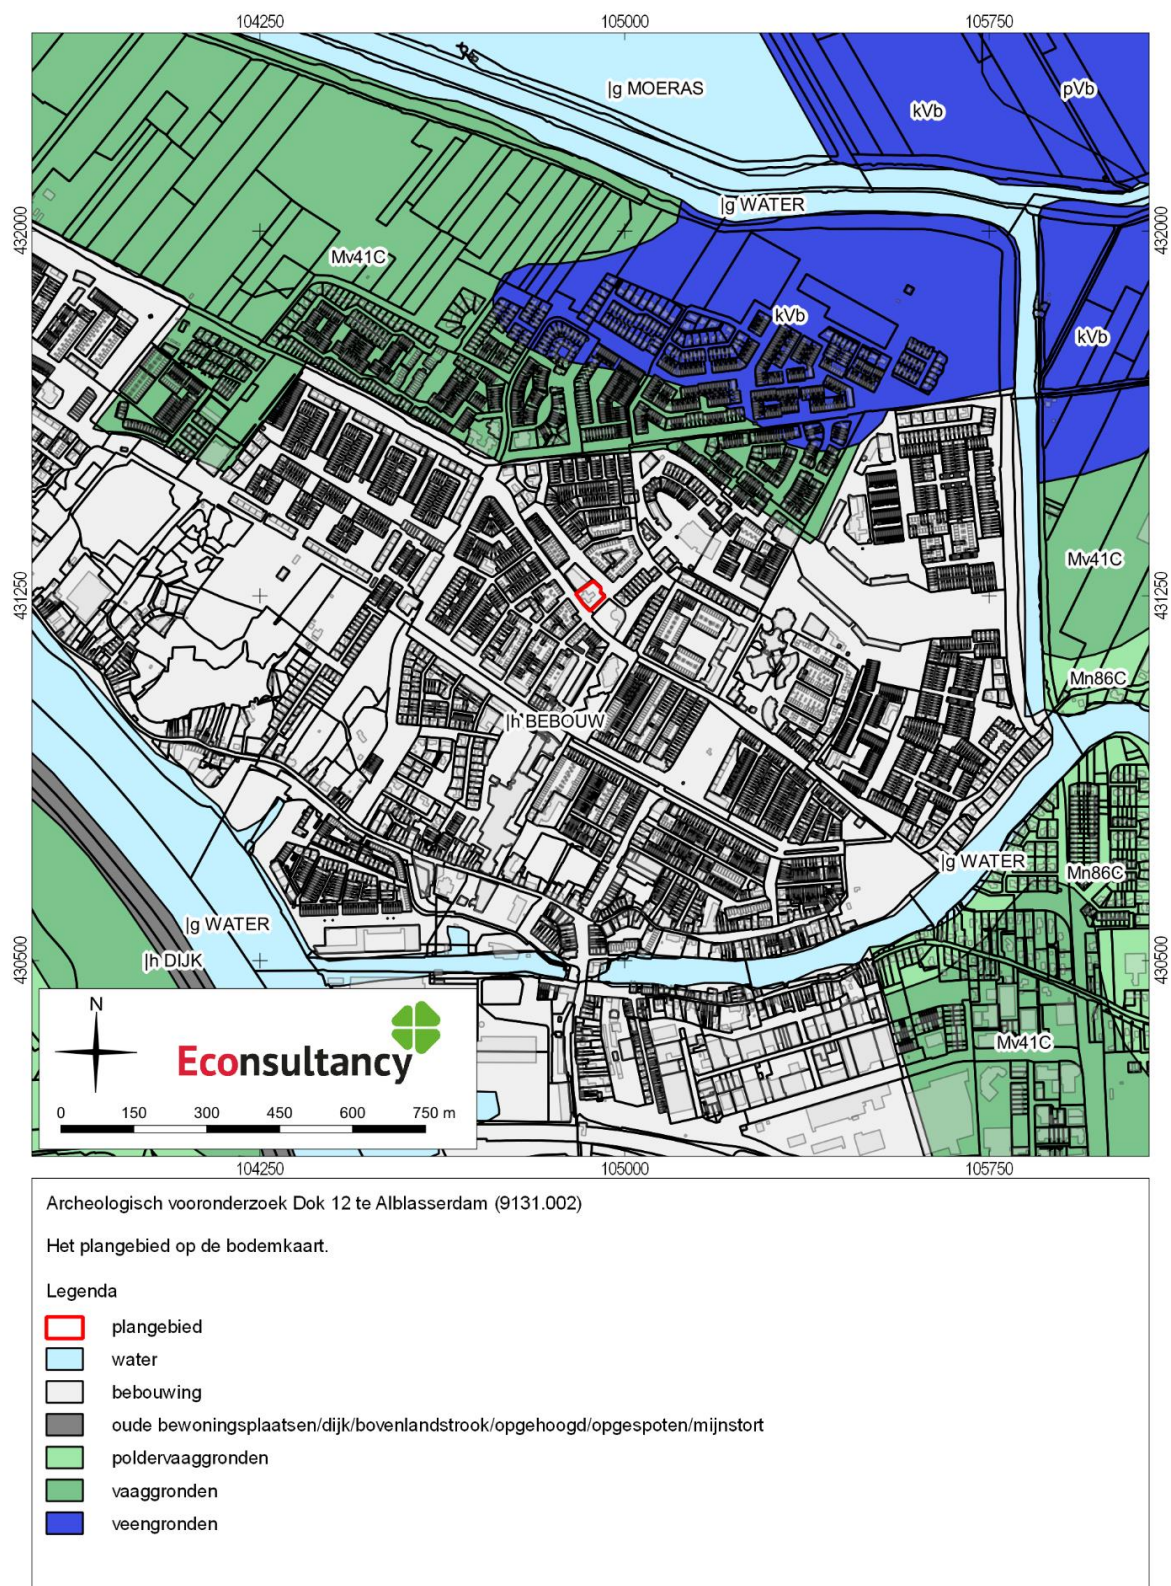 104250 105000 105750
|g MOERAS
pVb
kVb
|g WATER
432000 432000
Mv41C
kVb
kVb
Mv41C
431250 431250
Mn86C
|h BEBOUW
|g WATER
Mn86C
|g WATER
|h DIJK
430500 430500
N
Econsultancy
Mv41C
0 150 300 450 600 750 m
104250 105000 105750
Archeologisch vooronderzoek Dok 12 te Alblasserdam (9131.002)
Het plangebied op de bodemkaart.
Legenda
plangebied
water
bebouwing
oude bewoningsplaatsen/dijk/bovenlandstrook/opgehoogd/opgespoten/mijnstort
poldervaaggronden
vaaggronden
veengronden